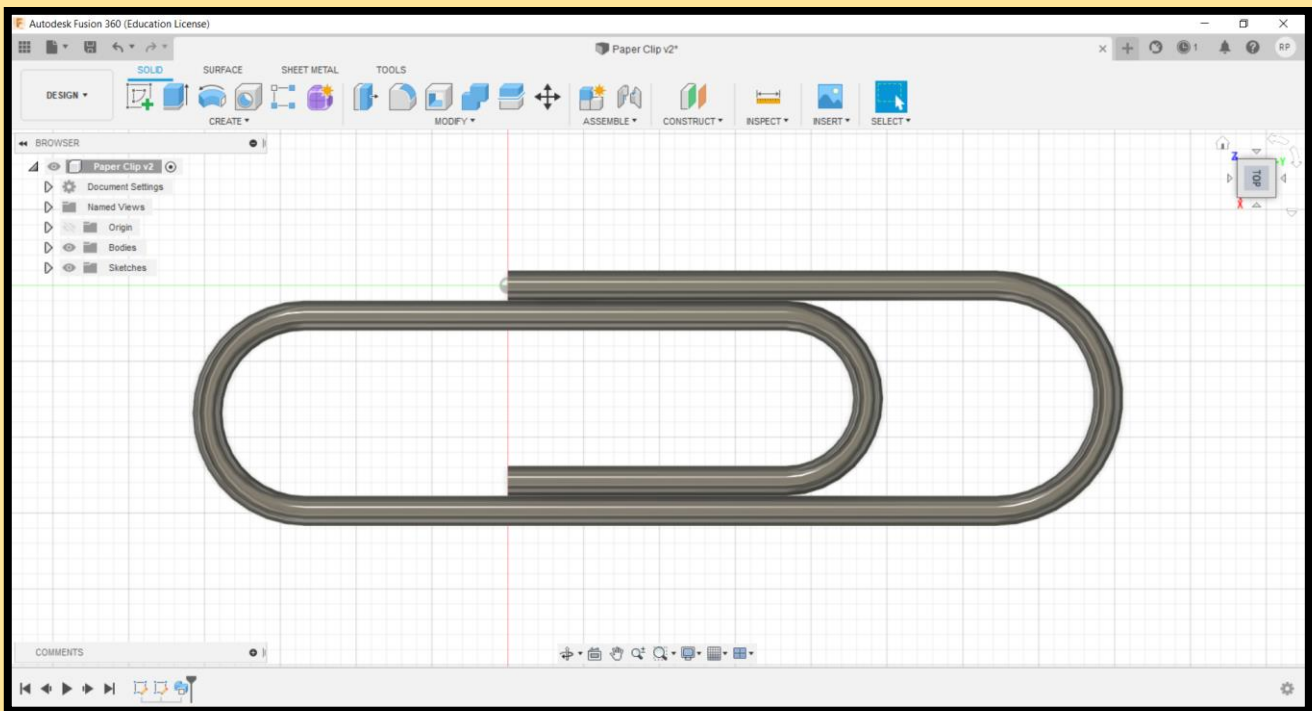 Autodesk Fusion 360 (Education License)
Paper Clip v2*
1
RP
SOLID SURFACE SHEET METAL TOOLS
DESIGN
CREATE MODIFY ASSEMBLE CONSTRUCT INSPECT INSERT SELECT
BROWSER
Paper Clip v2
Document Settings
Named Views
Origin
Bodies
Sketches
Z
Y
TOP
X
COMMENTS